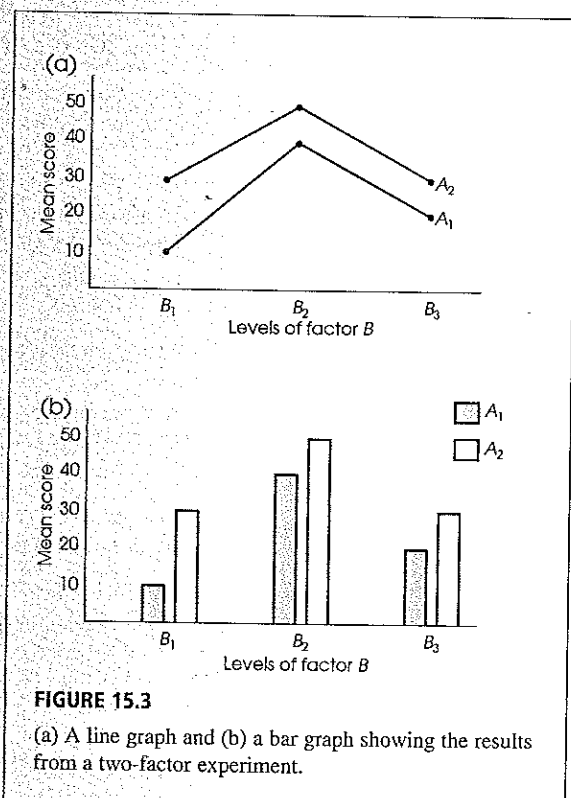 (a)
50
40
30
20
10
Mean score
A₂
A₁
B₁ B₂ B₃
Levels of factor B
(b)
A₁
A₂
50
40
30
20
10
Mean score
B₁ B₂ B₃
Levels of factor B
FIGURE 15.3
(a) A line graph and (b) a bar graph showing the results
from a two-factor experiment.